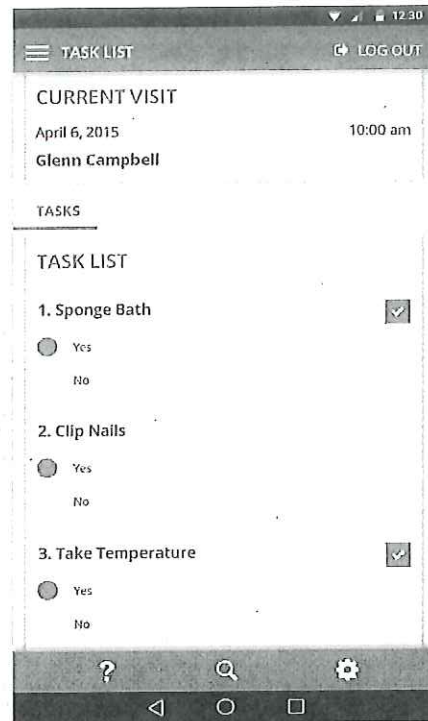 12:30
TASK LIST LOG OUT
CURRENT VISIT
April 6, 2015 10:00 am
Glenn Campbell
TASKS
TASK LIST
1. Sponge Bath
Yes
No
2. Clip Nails
Yes
No
3. Take Temperature
Yes
No
?